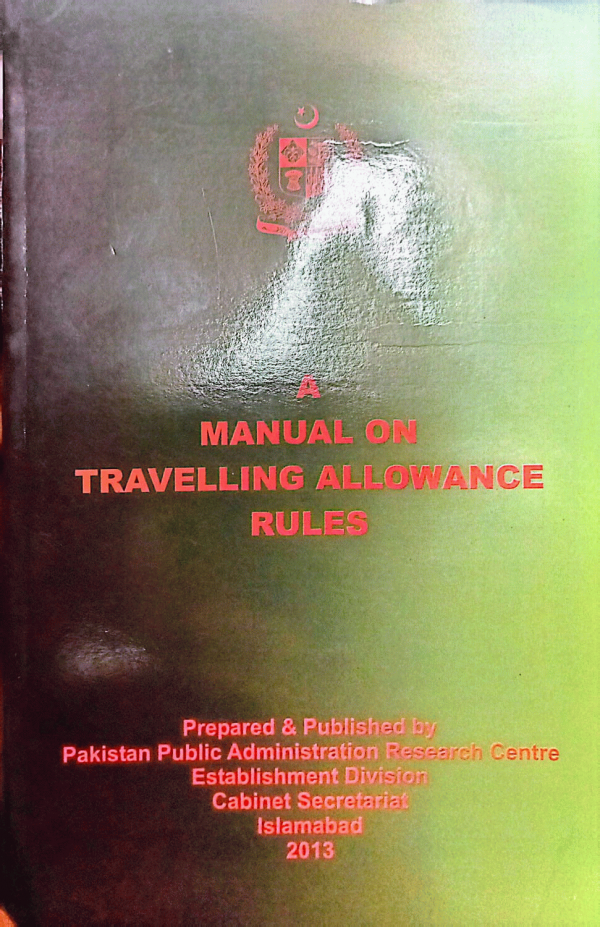 A
MANUAL ON
TRAVELLING ALLOWANCE
RULES
Prepared & Published by
Pakistan Public Administration Research Centre
Establishment Division
Cabinet Secretariat
Islamabad
2013